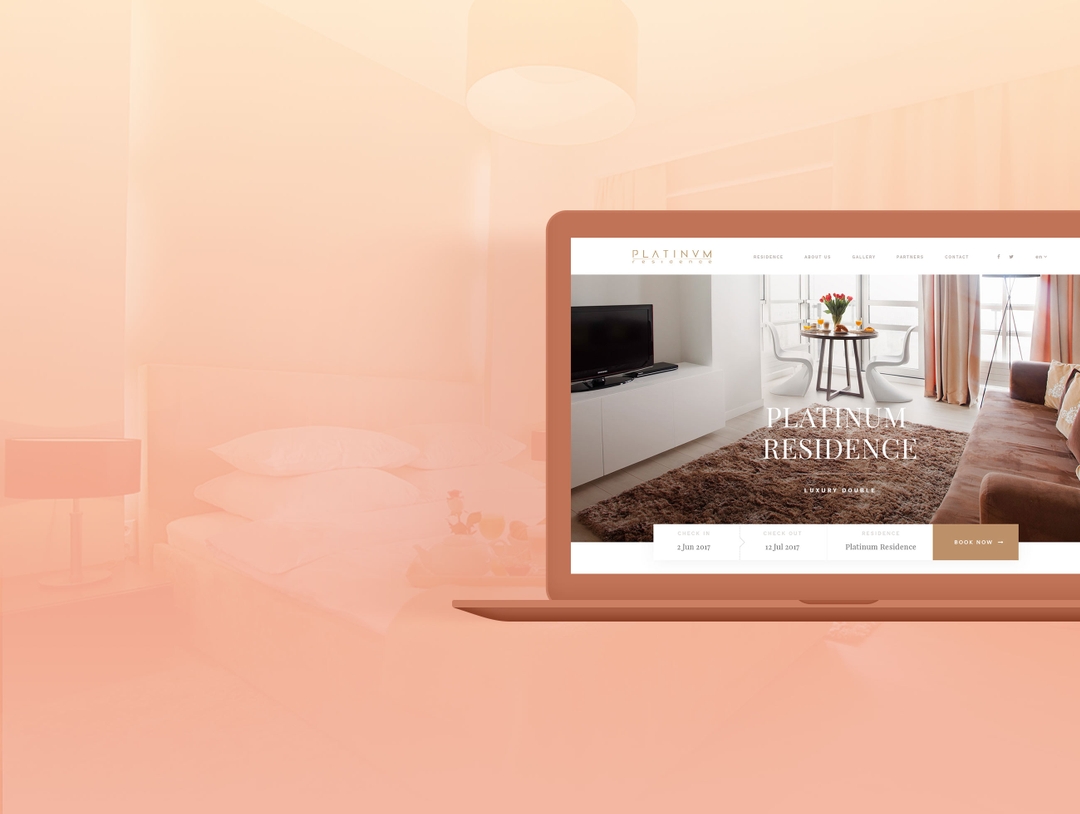 PLATINVM
residence
RESIDENCE ABOUT US GALLERY PARTNERS CONTACT en
PLATINUM
RESIDENCE
LUXURY DOUBLE
CHECK IN CHECK OUT RESIDENCE
2 Jun 2017 12 Jul 2017 Platinum Residence
BOOK NOW